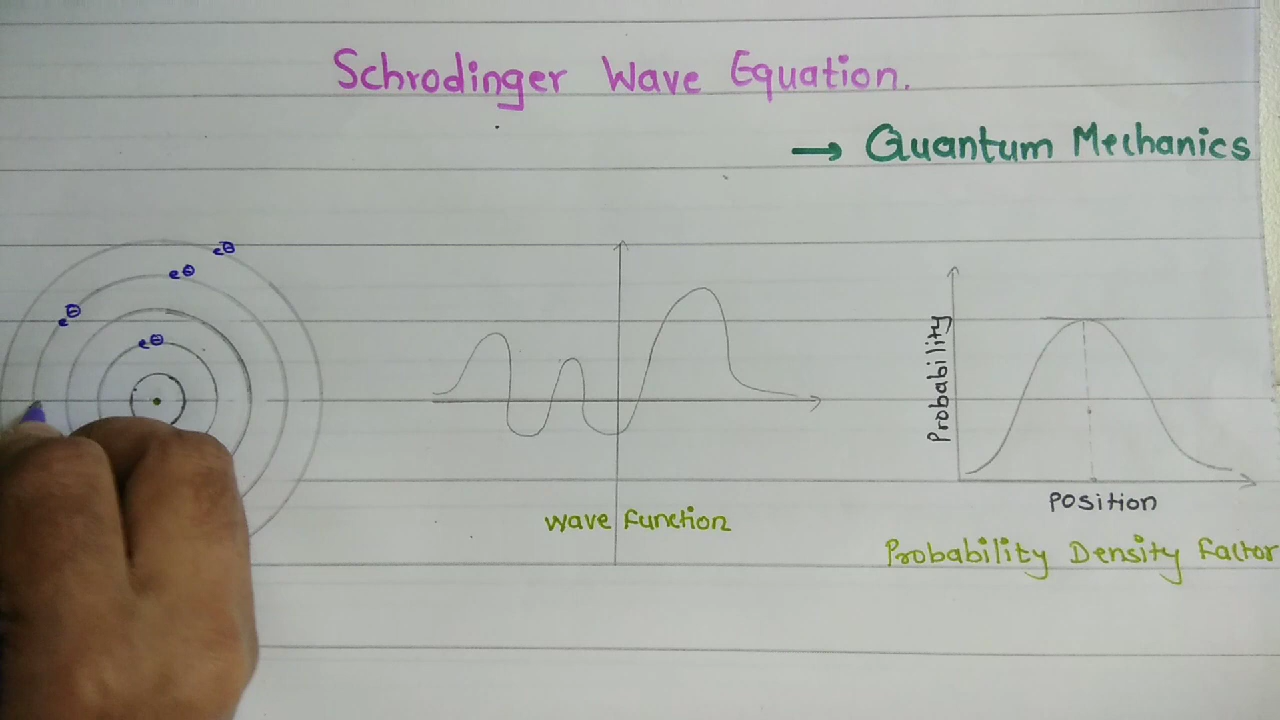 Schrodinger Wave Equation.
→ Quantum Mechanics
e⊖
e⊖
e⊖
e⊖
wave function
Probability
Position
Probability Density Factor